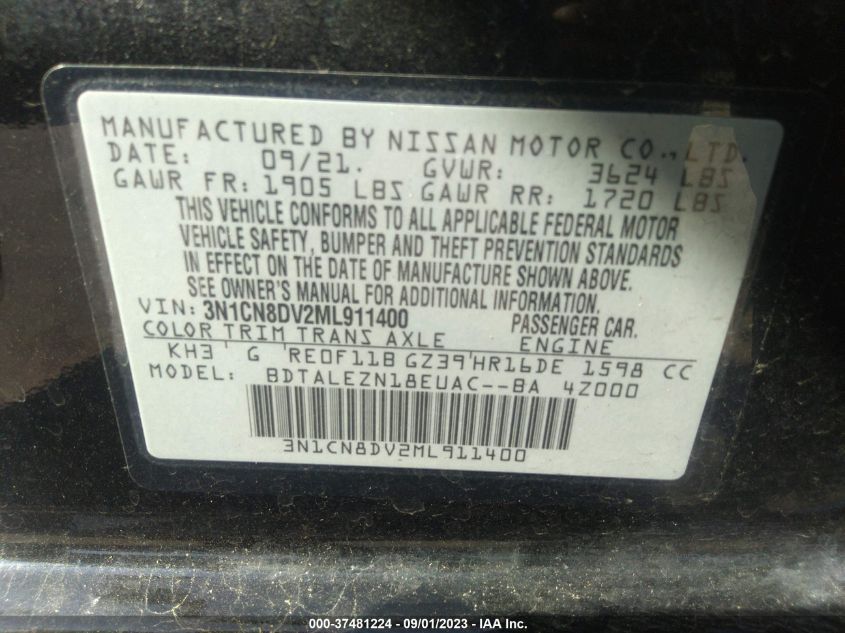 MANUFACTURED BY NISSAN MOTOR CO., LTD.
DATE: 09/21. GVWR: 3624 LBS
GAWR FR: 1905 LBS GAWR RR: 1720 LBS
THIS VEHICLE CONFORMS TO ALL APPLICABLE FEDERAL MOTOR
VEHICLE SAFETY, BUMPER AND THEFT PREVENTION STANDARDS
IN EFFECT ON THE DATE OF MANUFACTURE SHOWN ABOVE.
SEE OWNER'S MANUAL FOR ADDITIONAL INFORMATION.
VIN: 3N1CN8DV2ML911400 PASSENGER CAR.
COLOR TRIM TRANS AXLE ENGINE
KH3 ' G 'RE0F11B GZ39'HR16DE 1598 CC
MODEL: BDTALEZN18EUAC--BA 4Z000
3N1CN8DV2ML911400
000-37481224 - 09/01/2023 - IAA Inc.